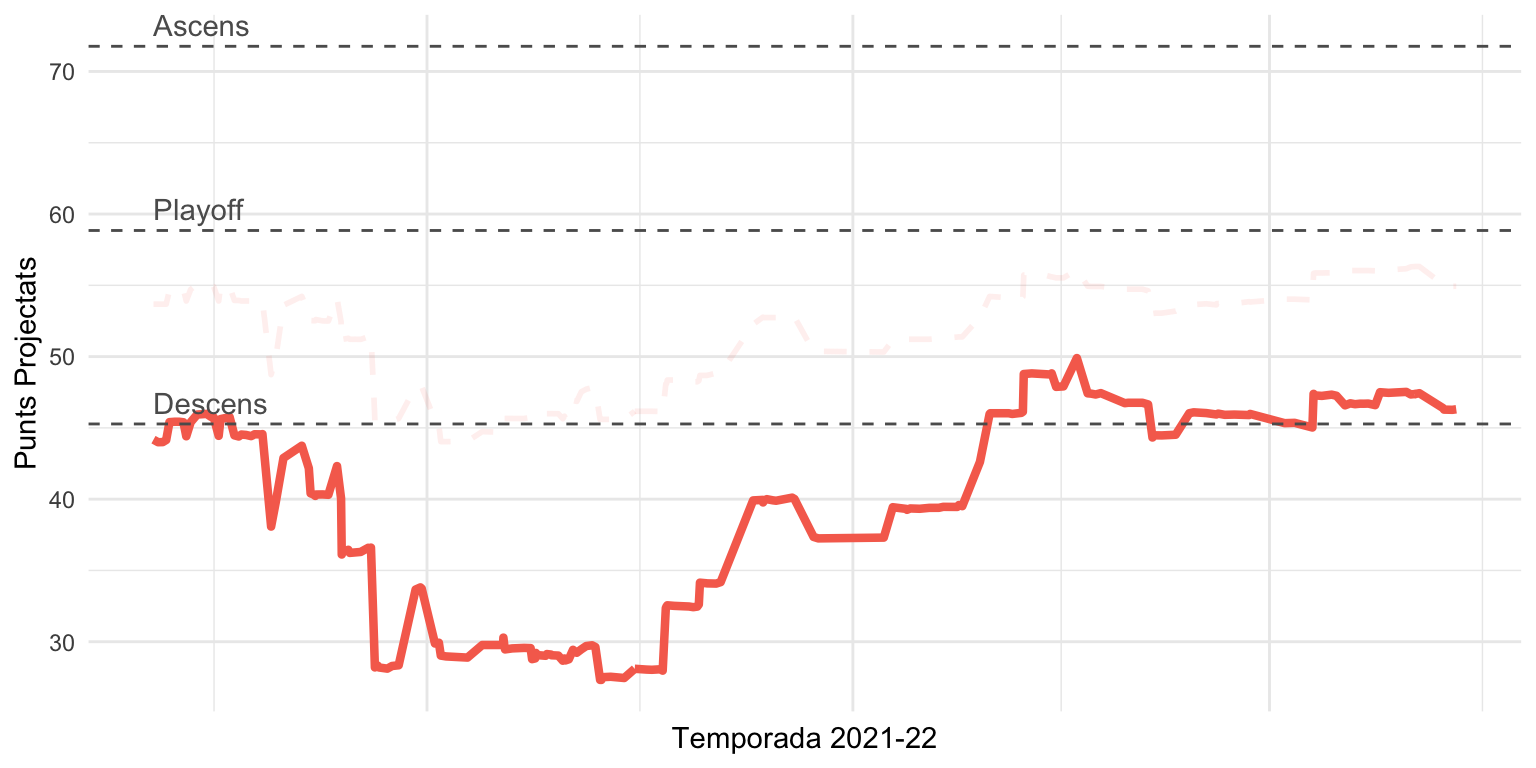 Ascens
70
Playoff
60
50
Descens
40
30
Punts Projectats
Temporada 2021-22